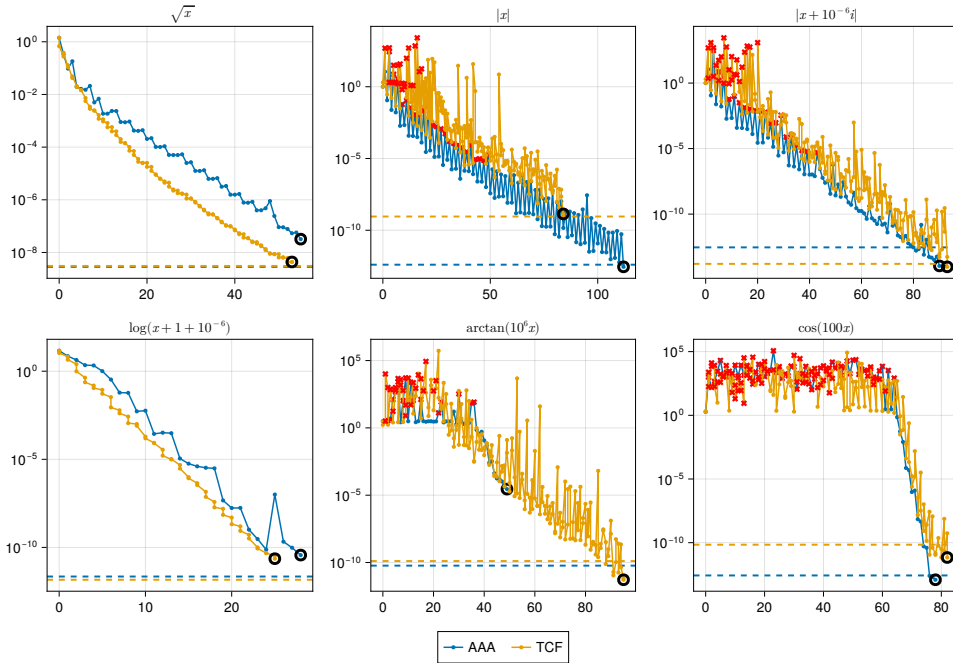 √x
|x|
|x + 10⁻⁶i|
10⁰
10⁻²
10⁻⁴
10⁻⁶
10⁻⁸
0 20 40
10⁰
10⁻⁵
10⁻¹⁰
0 50 100
10⁰
10⁻⁵
10⁻¹⁰
0 20 40 60 80
log(x + 1 + 10⁻⁶)
arctan(10⁶x)
cos(100x)
10⁰
10⁻⁵
10⁻¹⁰
0 10 20
10⁵
10⁰
10⁻⁵
10⁻¹⁰
0 20 40 60 80
10⁵
10⁰
10⁻⁵
10⁻¹⁰
0 20 40 60 80
AAA TCF